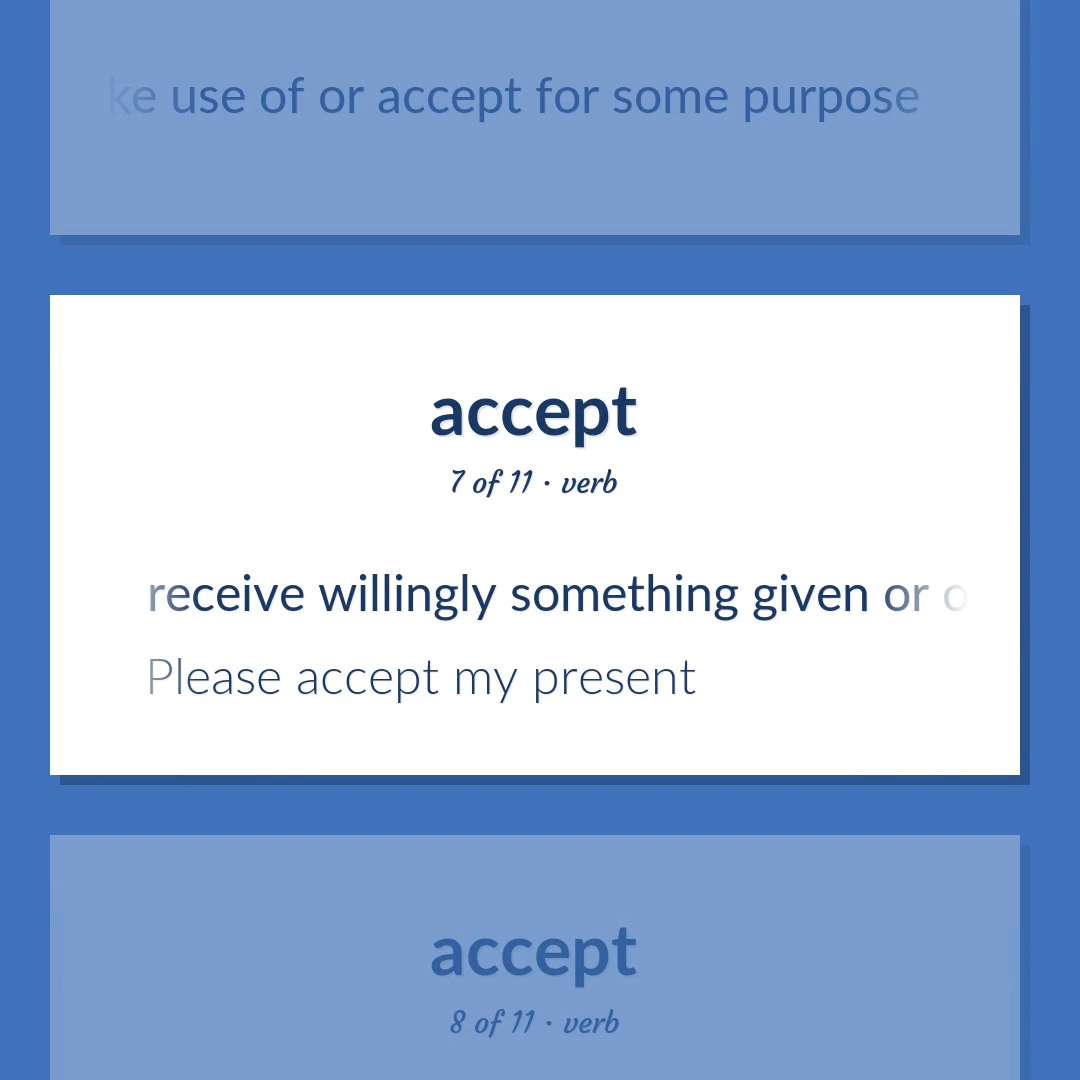 ke use of or accept for some purpose
accept
7 of 11 · verb
receive willingly something given or o
Please accept my present
accept
8 of 11 · verb